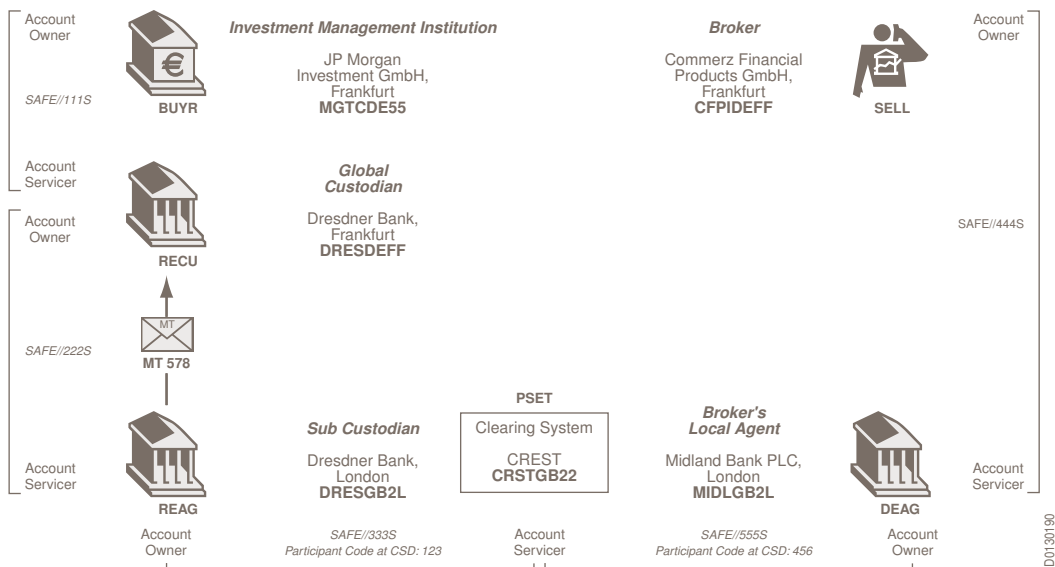 Account
Owner
SAFE//111S
Account
Servicer
€
BUYR
Investment Management Institution
JP Morgan
Investment GmbH,
Frankfurt
MGTCDE55
Broker
Commerz Financial
Products GmbH,
Frankfurt
CFPIDEFF
SELL
Account
Owner
SAFE//444S
Account
Servicer
Account
Owner
SAFE//222S
Account
Servicer
RECU
Global
Custodian
Dresdner Bank,
Frankfurt
DRESDEFF
MT
MT 578
REAG
Sub Custodian
Dresdner Bank,
London
DRESGB2L
PSET
Clearing System
CREST
CRSTGB22
Broker's
Local Agent
Midland Bank PLC,
London
MIDLGB2L
DEAG
Account
Owner
SAFE//333S
Participant Code at CSD: 123
Account
Servicer
SAFE//555S
Participant Code at CSD: 456
Account
Owner
D0130190